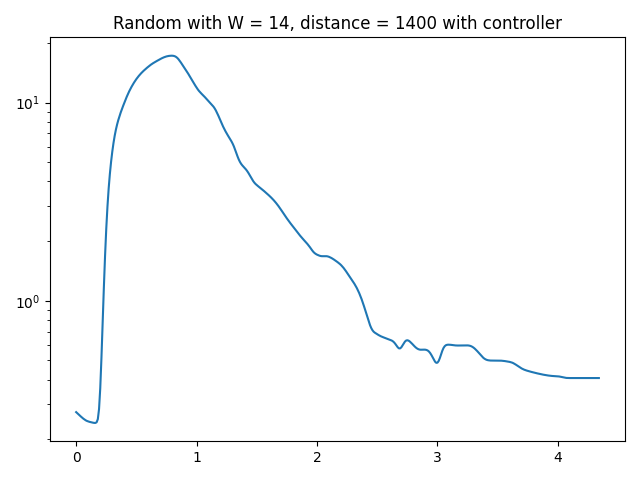 Random with W = 14, distance = 1400 with controller
10¹
10⁰
0 1 2 3 4